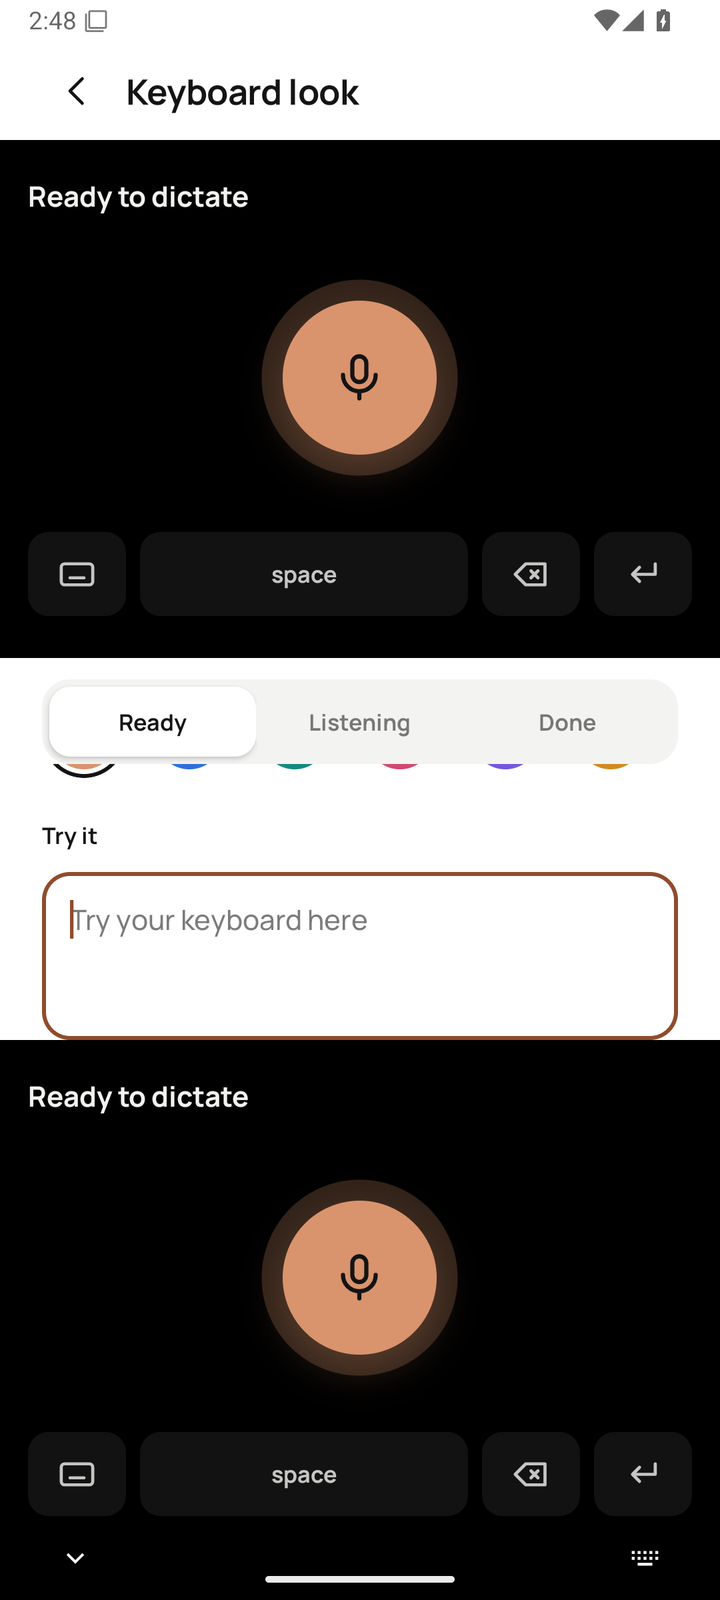 2:48
Keyboard look
Ready to dictate
space
Ready
Listening
Done
Try it
Try your keyboard here
Ready to dictate
space